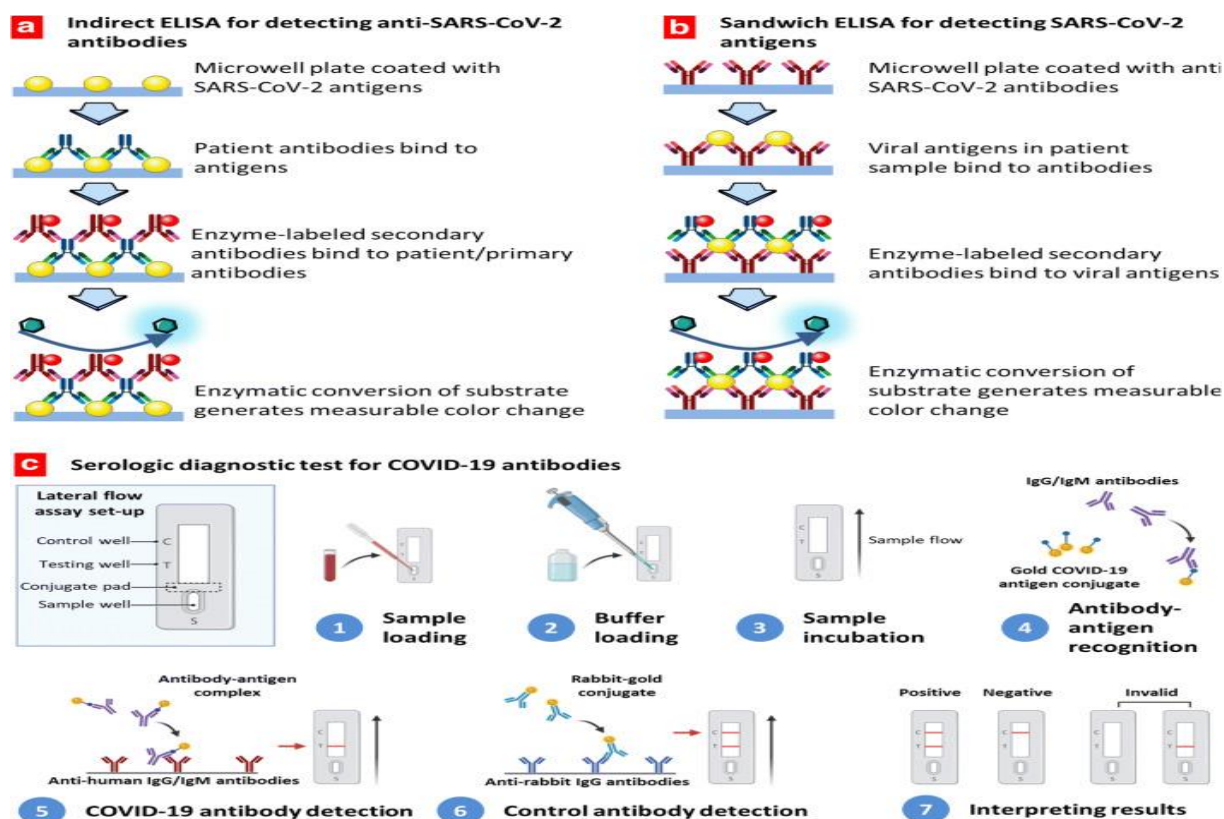 a Indirect ELISA for detecting anti-SARS-CoV-2
antibodies
Microwell plate coated with
SARS-CoV-2 antigens
Patient antibodies bind to
antigens
Enzyme-labeled secondary
antibodies bind to patient/primary
antibodies
Enzymatic conversion of substrate
generates measurable color change
b Sandwich ELISA for detecting SARS-CoV-2
antigens
Microwell plate coated with anti
SARS-CoV-2 antibodies
Viral antigens in patient
sample bind to antibodies
Enzyme-labeled secondary
antibodies bind to viral antigens
Enzymatic conversion of
substrate generates measurable
color change
c Serologic diagnostic test for COVID-19 antibodies
Lateral flow
assay set-up
Control well
Testing well
Conjugate pad
Sample well
C
T
S
1 Sample
loading
C
T
S
2 Buffer
loading
C
T
S
Sample flow
3 Sample
incubation
IgG/IgM antibodies
Gold COVID-19
antigen conjugate
4 Antibody-
antigen
recognition
Antibody-antigen
complex
Anti-human IgG/IgM antibodies
C
T
S
5 COVID-19 antibody detection
Rabbit-gold
conjugate
Anti-rabbit IgG antibodies
C
T
S
6 Control antibody detection
Positive
Negative
Invalid
C
T
S
C
T
S
C
T
S
C
T
S
7 Interpreting results